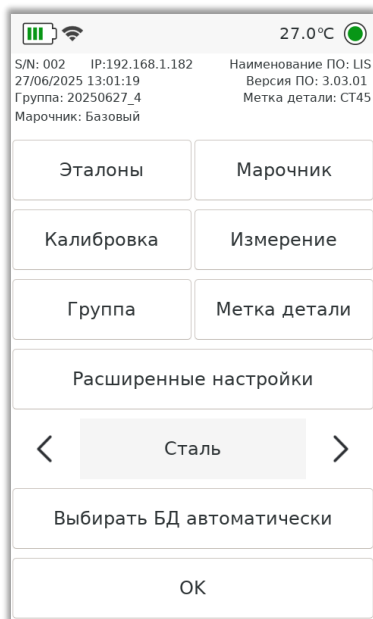 27.0°C
S/N: 002 IP:192.168.1.182 Наименование ПО: LIS
27/06/2025 13:01:19 Версия ПО: 3.03.01
Группа: 20250627_4 Метка детали: СТ45
Марочник: Базовый
Эталоны Марочник
Калибровка Измерение
Группа Метка детали
Расширенные настройки
Сталь
Выбирать БД автоматически
OK